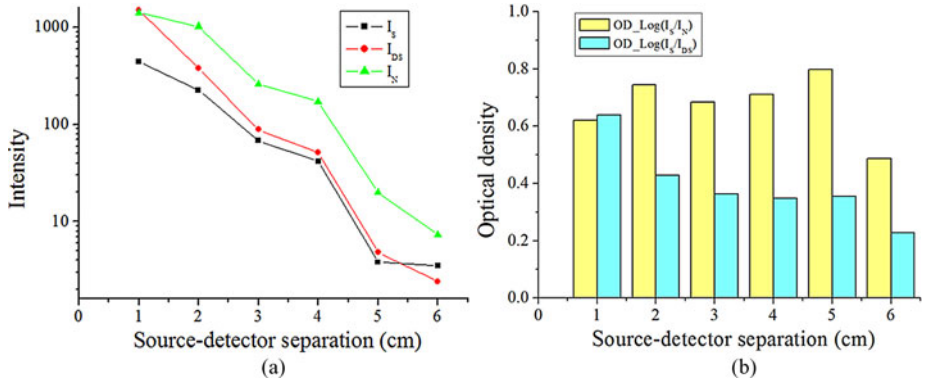 1000
100
10
Intensity
I_S
I_DS
I_N
0 1 2 3 4 5 6
Source-detector separation (cm)
(a)
1.0
0.8
0.6
0.4
0.2
0.0
Optical density
OD_Log(I_S/I_N)
OD_Log(I_S/I_DS)
0 1 2 3 4 5 6
Source-detector separation (cm)
(b)